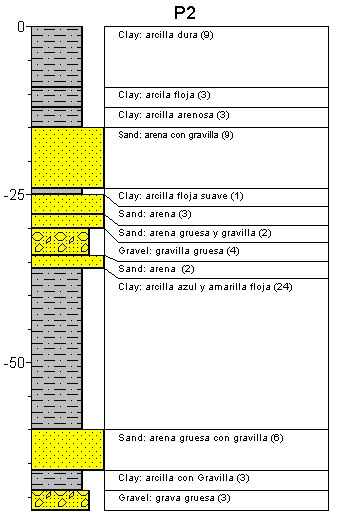 P2
0
Clay: arcilla dura (9)
Clay: arcila floja (3)
Clay: arcilla arenosa (3)
Sand: arena con gravilla (9)
-25
Clay: arcilla floja suave (1)
Sand: arena (3)
Sand: arena gruesa y gravilla (2)
Gravel: gravilla gruesa (4)
Sand: arena (2)
Clay: arcilla azul y amarilla floja (24)
-50
Sand: arena gruesa con gravilla (6)
Clay: arcilla con Gravilla (3)
Gravel: grava gruesa (3)